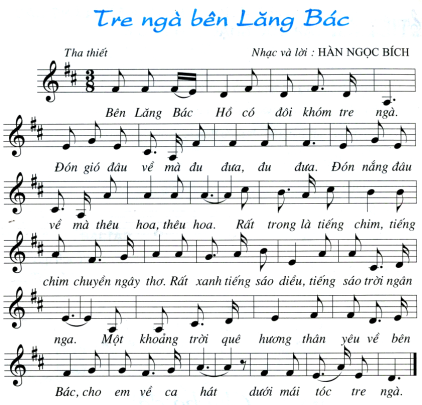 Tre ngà bên Lăng Bác
Tha thiết Nhạc và lời : HÀN NGỌC BÍCH
3
8
Bên Lăng Bác Hồ có đôi khóm tre ngà.
Đón gió đâu về mà đu đưa, đu đưa. Đón nắng đâu
về mà thêu hoa, thêu hoa. Rất trong là tiếng chim, tiếng
chim chuyền ngây thơ. Rất xanh tiếng sáo diều, tiếng sáo trời ngân
nga. Một khoảng trời quê hương thân yêu về bên
Bác, cho em về ca hát dưới mái tóc tre ngà.